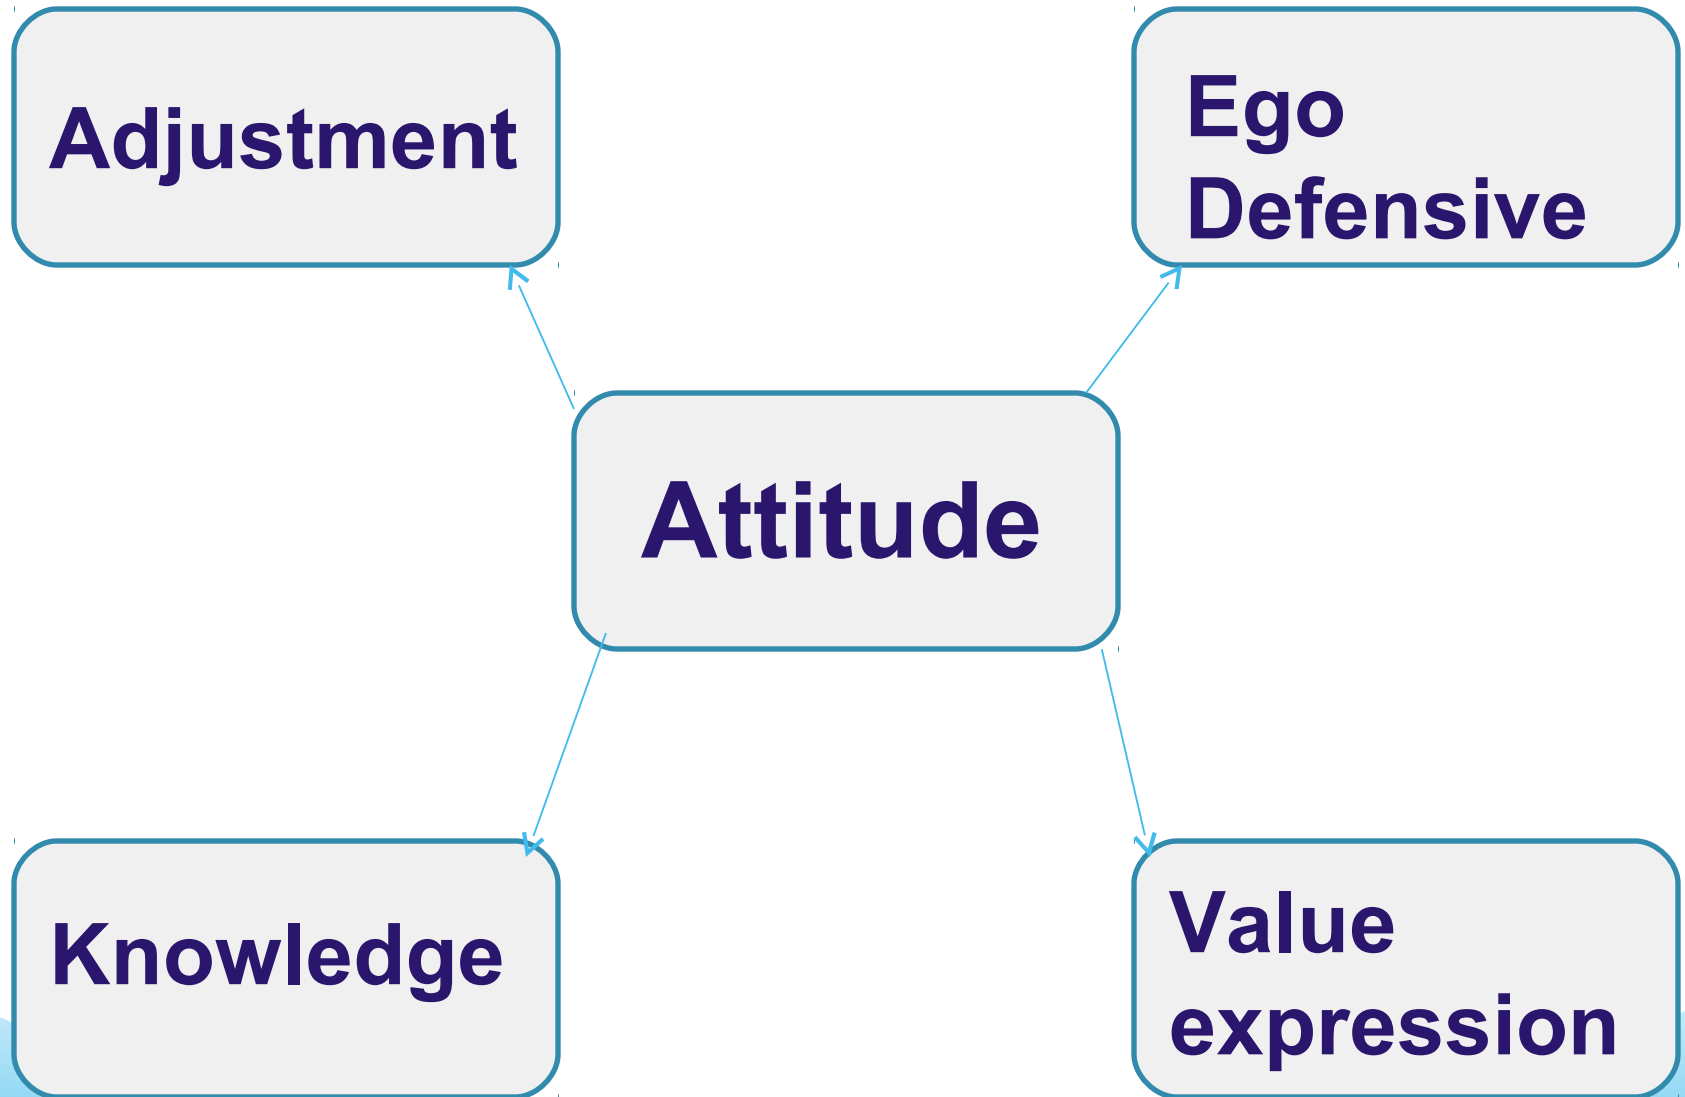 Adjustment
Ego
Defensive
Attitude
Knowledge
Value
expression